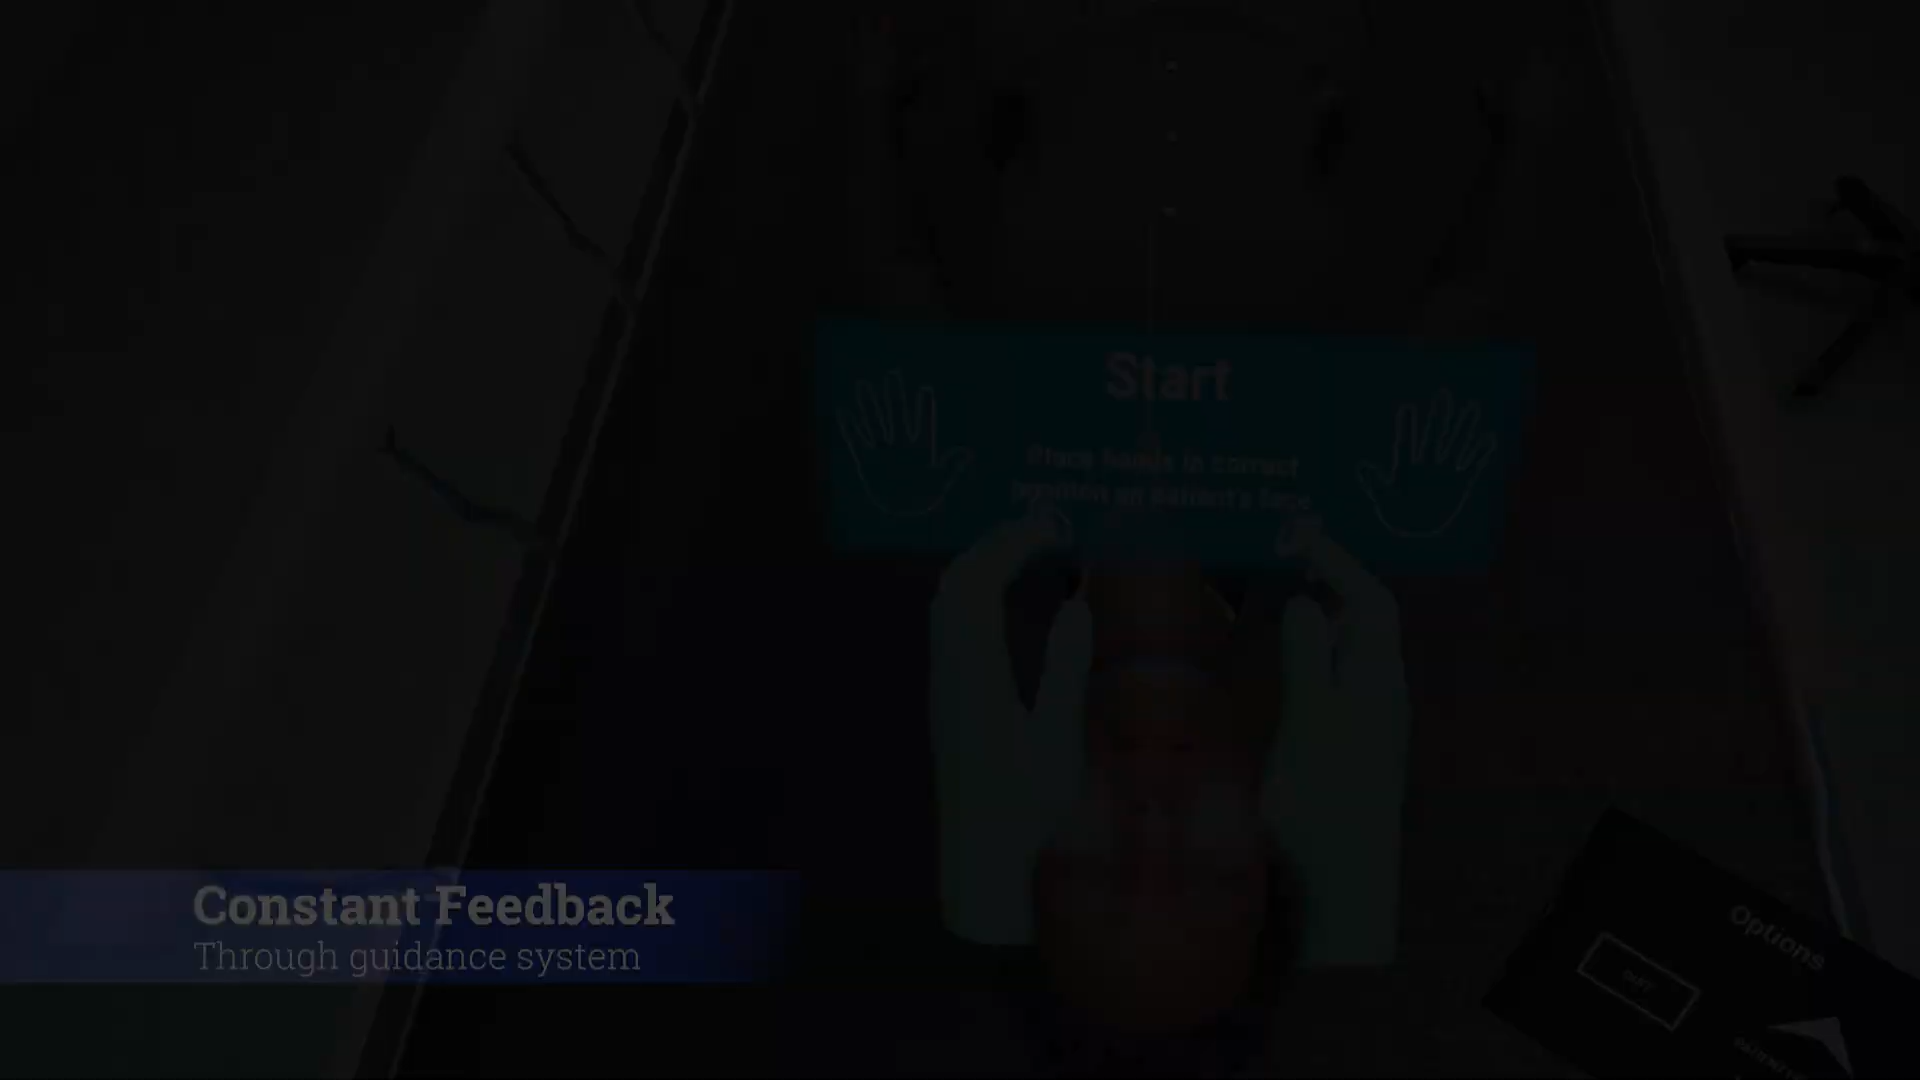 Start
Place hands in correct
position on patient's face
Constant Feedback
Through guidance system
Options